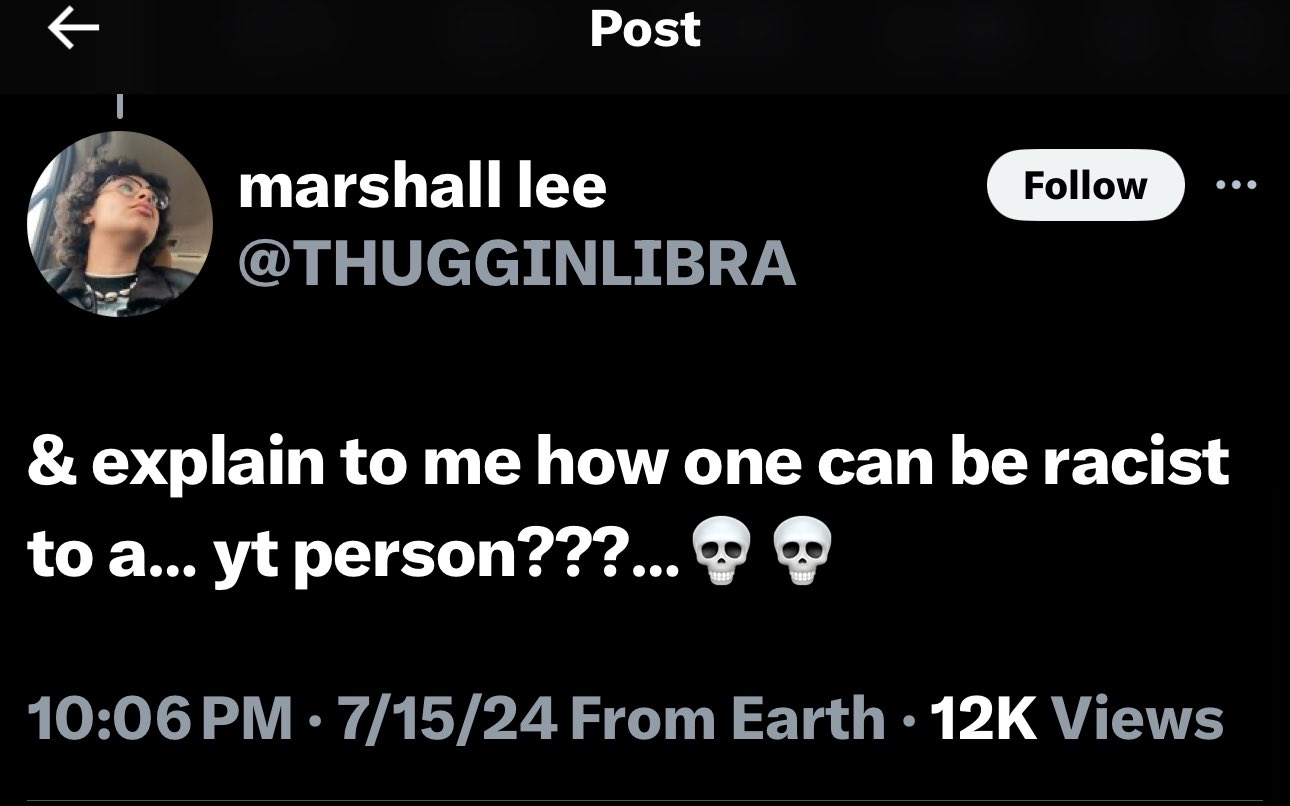 Post
marshall lee
Follow
@THUGGINLIBRA
& explain to me how one can be racist
to a... yt person???...💀 💀
10:06 PM · 7/15/24 From Earth · 12K Views